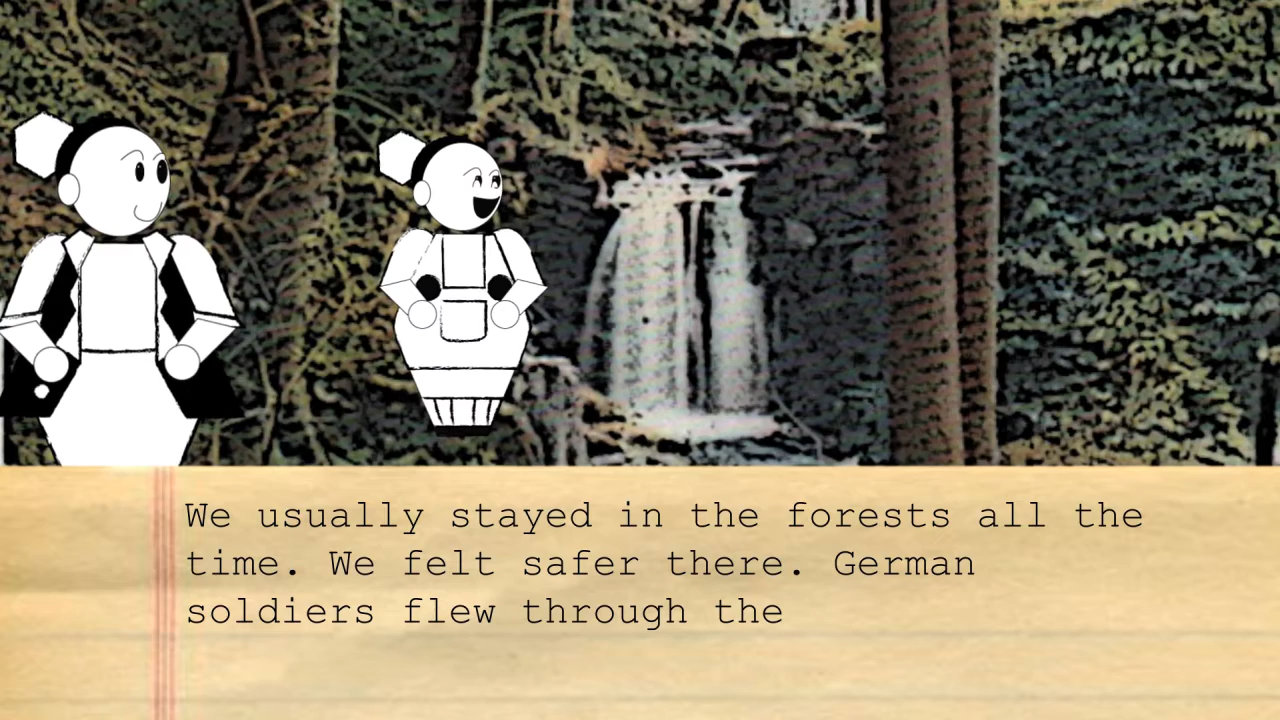 We usually stayed in the forests all the
time. We felt safer there. German
soldiers flew through the